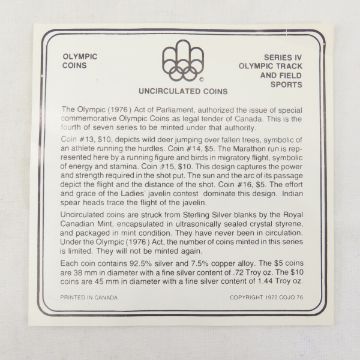 OLYMPIC
COINS
©
SERIES IV
OLYMPIC TRACK
AND FIELD
SPORTS
UNCIRCULATED COINS
The Olympic (1976) Act of Parliament, authorized the issue of special
commemorative Olympic Coins as legal tender of Canada. This is the
fourth of seven series to be minted under that authority.
Coin #13, $10, depicts wild deer jumping over fallen trees, symbolic of
an athlete running the hurdles. Coin #14, $5. The Marathon run is rep-
resented here by a running figure and birds in migratory flight, symbolic
of energy and stamina. Coin #15, $10. This design captures the power
and strength required in the shot put. The sun and the arc of its passage
depict the flight and the distance of the shot. Coin #16, $5. The effort
and grace of the Ladies' javelin contest dominate this design. Indian
spear heads trace the flight of the javelin.
Uncirculated coins are struck from Sterling Silver blanks by the Royal
Canadian Mint, encapsulated in ultrasonically sealed crystal styrene,
and packaged in mint condition. They have never been in circulation.
Under the Olympic (1976) Act, the number of coins minted in this series
is limited. They will not be minted again.
Each coin contains 92.5% silver and 7.5% copper alloy. The $5 coins
are 38 mm in diameter with a fine silver content of .72 Troy oz. The $10
coins are 45 mm in diameter with a fine silver content of 1.44 Troy oz.
PRINTED IN CANADA
COPYRIGHT 1972 COJO 76